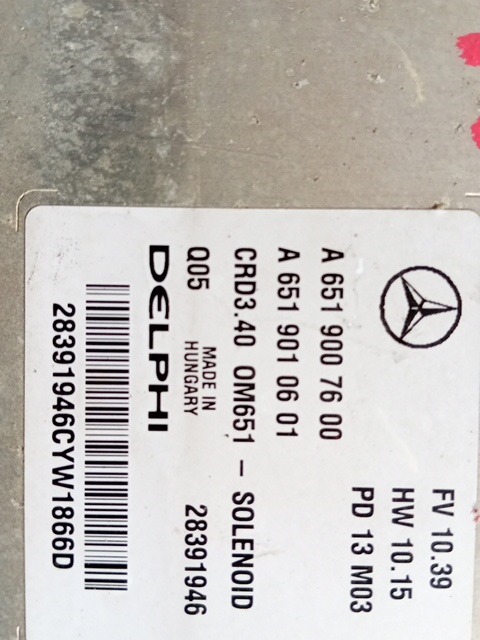 FV 10.39
HW 10.15
A 651 900 76 00 PD 13 M03
A 651 901 06 01
CRD3.40 OM651 – SOLENOID
Q05 MADE IN HUNGARY 28391946
DELPHI
28391946CYW1866D